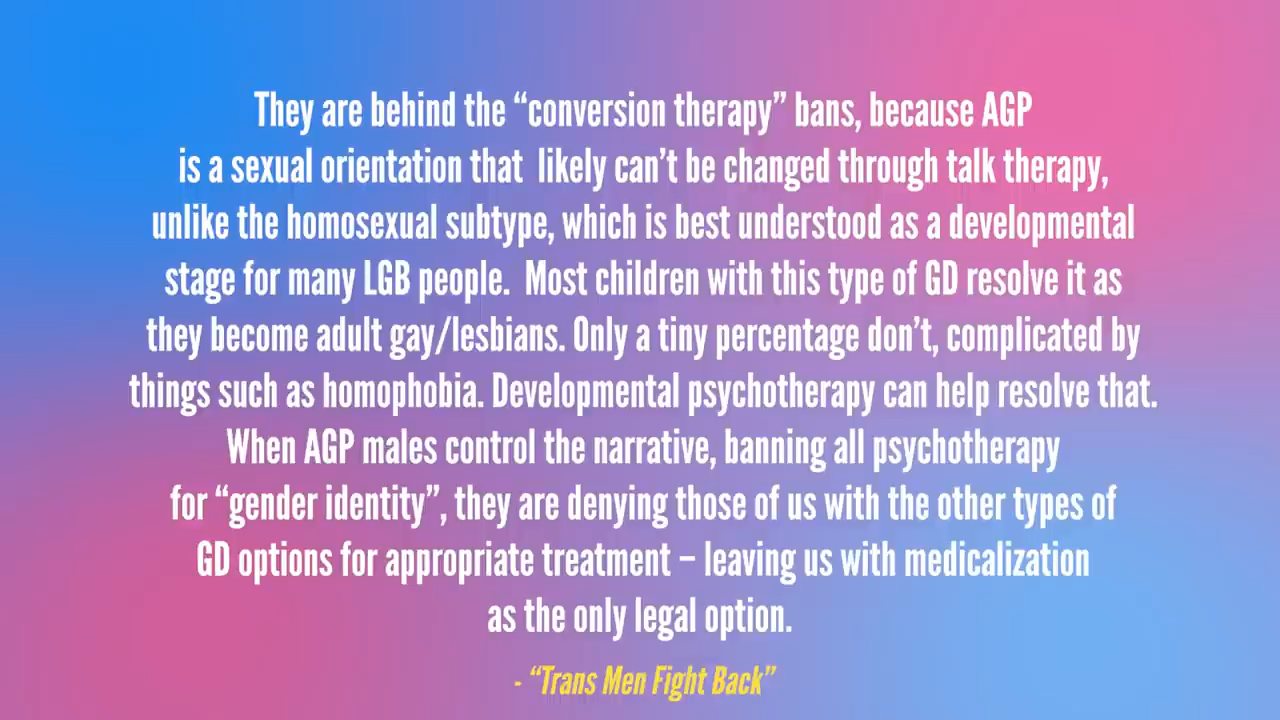 They are behind the “conversion therapy” bans, because AGP
is a sexual orientation that  likely can’t be changed through talk therapy,
unlike the homosexual subtype, which is best understood as a developmental
stage for many LGB people.  Most children with this type of GD resolve it as
they become adult gay/lesbians. Only a tiny percentage don’t, complicated by
things such as homophobia. Developmental psychotherapy can help resolve that.
When AGP males control the narrative, banning all psychotherapy
for “gender identity”, they are denying those of us with the other types of
GD options for appropriate treatment – leaving us with medicalization
as the only legal option.
- “Trans Men Fight Back”